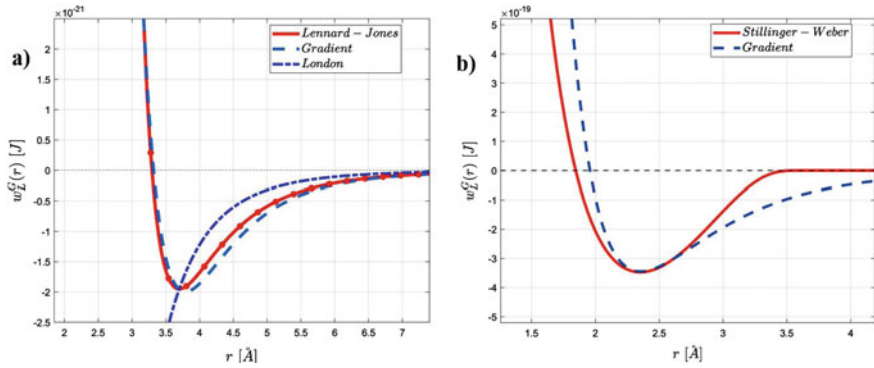 ×10⁻²¹
Lennard – Jones
Gradient
London
a)
2
1.5
1
0.5
0
-0.5
-1
-1.5
-2
-2.5
w_L^G(r) [J]
2 2.5 3 3.5 4 4.5 5 5.5 6 6.5 7
r [Å]
×10⁻¹⁹
Stillinger – Weber
Gradient
b)
5
4
3
2
1
0
-1
-2
-3
-4
-5
w_L^G(r) [J]
1.5 2 2.5 3 3.5 4
r [Å]